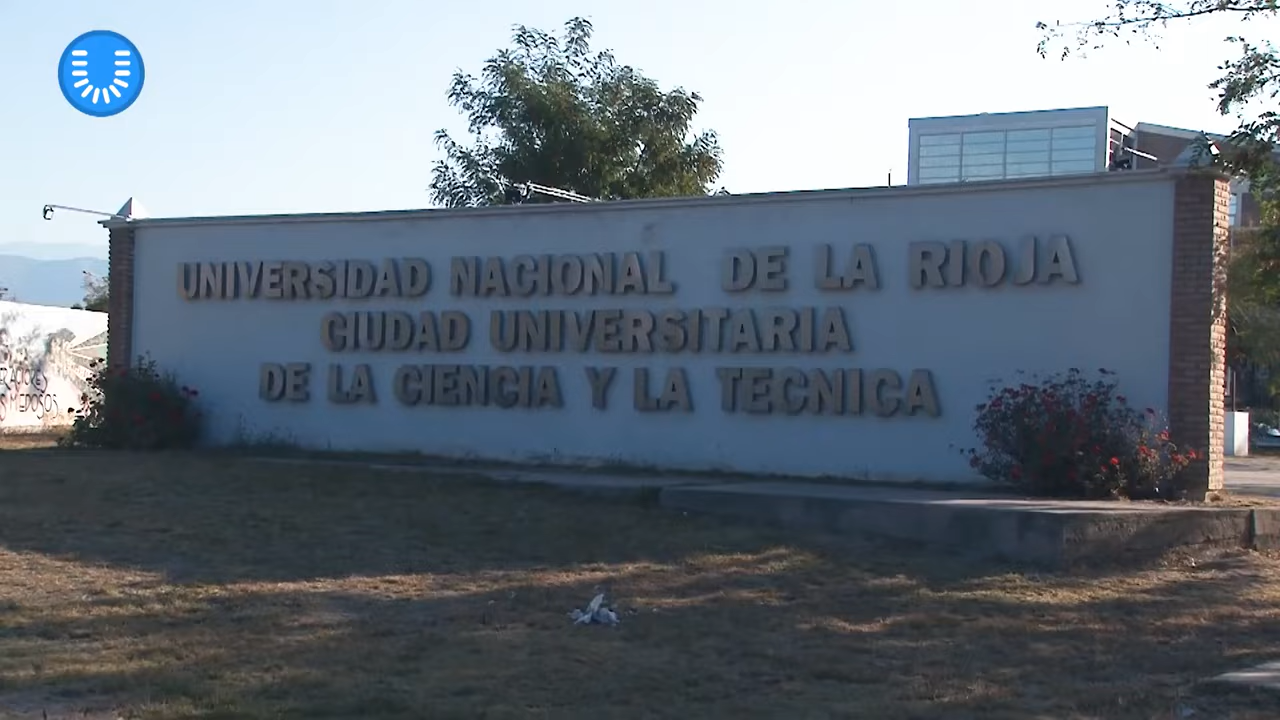 UNIVERSIDAD NACIONAL DE LA RIOJA
CIUDAD UNIVERSITARIA
DE LA CIENCIA Y LA TECNICA